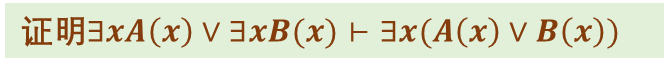 证明∃xA(x) ∨ ∃xB(x) ⊢ ∃x(A(x) ∨ B(x))